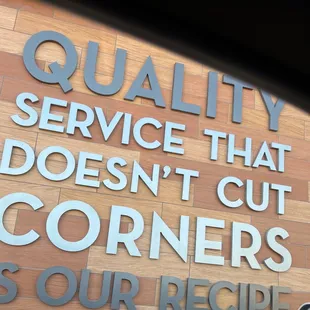 QUALITY
SERVICE THAT
DOESN'T CUT
CORNERS
S OUR RECIPE